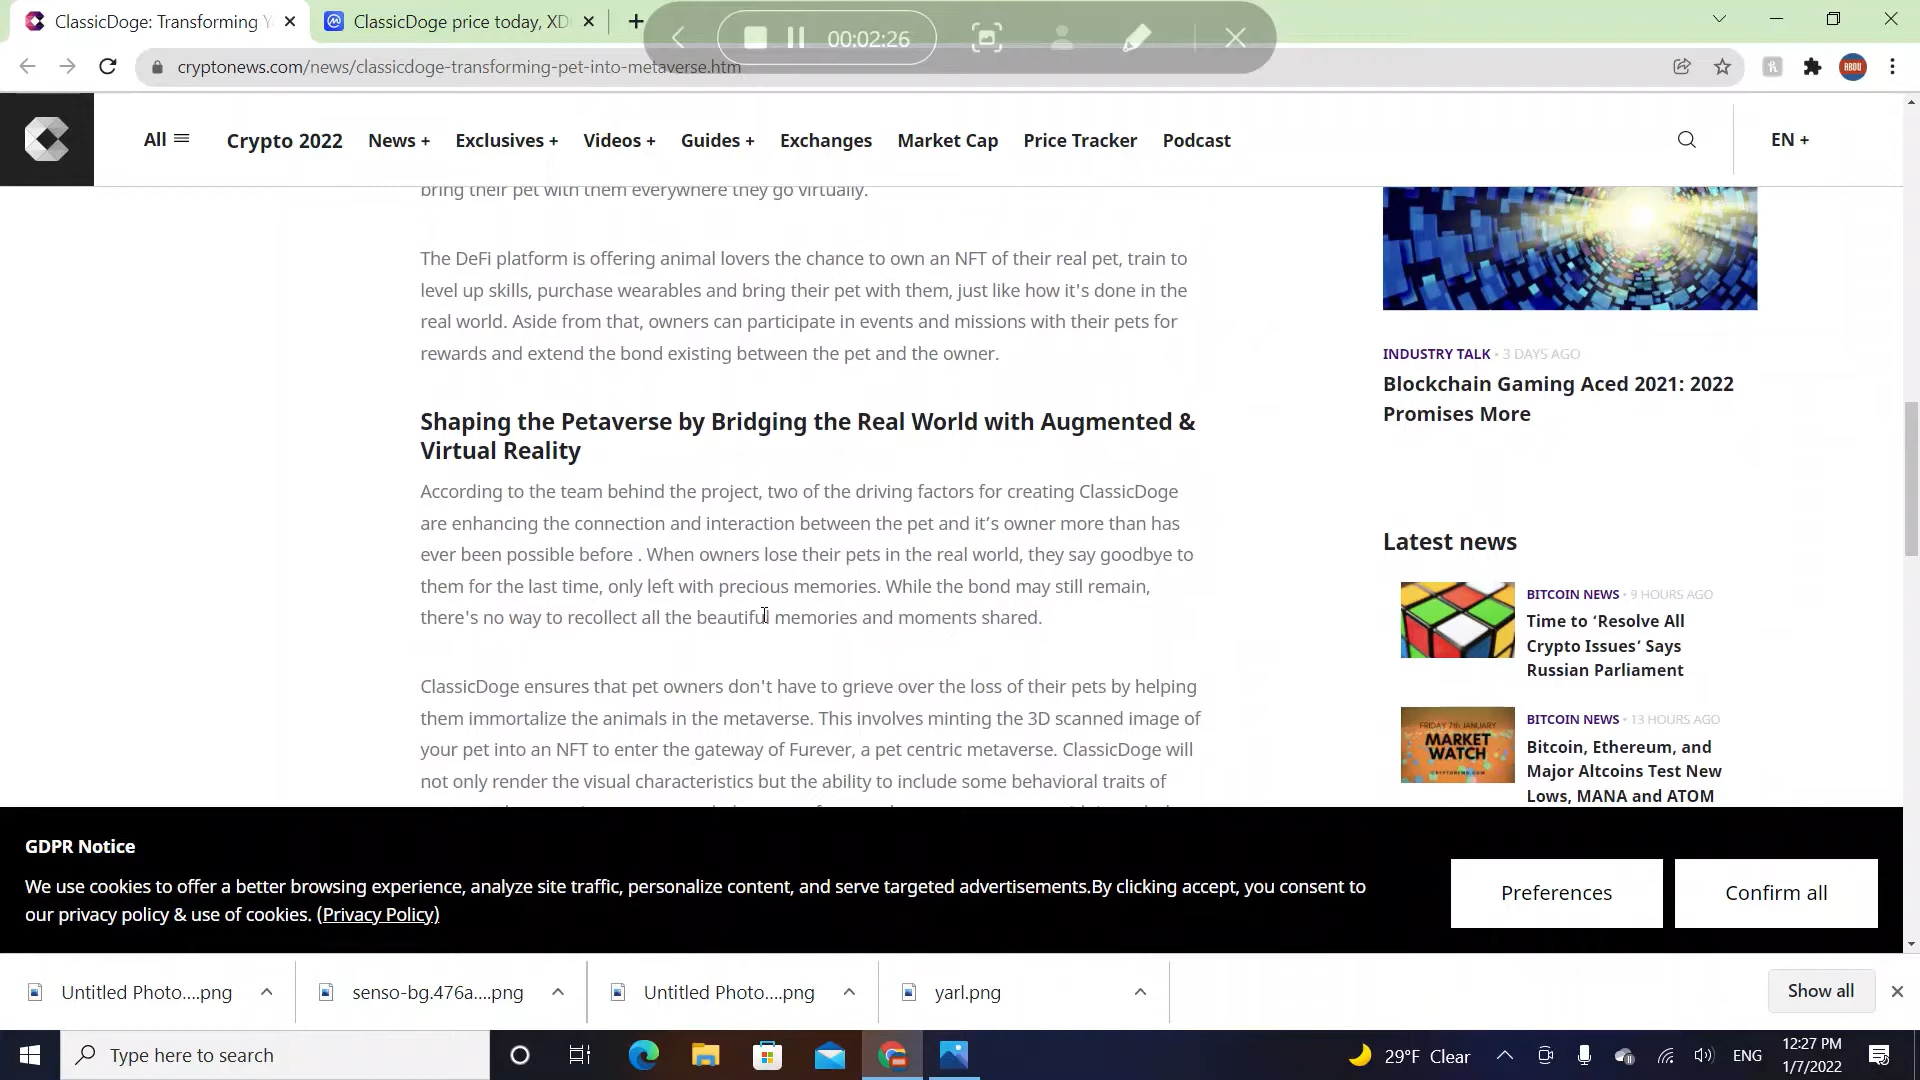 ClassicDoge: Transforming Y
ClassicDoge price today, XD
00:02:26
cryptonews.com/news/classicdoge-transforming-pet-into-metaverse.htm
All
Crypto 2022
News +
Exclusives +
Videos +
Guides +
Exchanges
Market Cap
Price Tracker
Podcast
EN +
bring their pet with them everywhere they go virtually.
The DeFi platform is offering animal lovers the chance to own an NFT of their real pet, train to
level up skills, purchase wearables and bring their pet with them, just like how it's done in the
real world. Aside from that, owners can participate in events and missions with their pets for
rewards and extend the bond existing between the pet and the owner.
Shaping the Petaverse by Bridging the Real World with Augmented &
Virtual Reality
According to the team behind the project, two of the driving factors for creating ClassicDoge
are enhancing the connection and interaction between the pet and it’s owner more than has
ever been possible before . When owners lose their pets in the real world, they say goodbye to
them for the last time, only left with precious memories. While the bond may still remain,
there's no way to recollect all the beautiful memories and moments shared.
ClassicDoge ensures that pet owners don't have to grieve over the loss of their pets by helping
them immortalize the animals in the metaverse. This involves minting the 3D scanned image of
your pet into an NFT to enter the gateway of Furever, a pet centric metaverse. ClassicDoge will
not only render the visual characteristics but the ability to include some behavioral traits of
INDUSTRY TALK • 3 DAYS AGO
Blockchain Gaming Aced 2021: 2022
Promises More
Latest news
BITCOIN NEWS • 9 HOURS AGO
Time to ‘Resolve All
Crypto Issues’ Says
Russian Parliament
FRIDAY 7th JANUARY
MARKET
WATCH
BITCOIN NEWS • 13 HOURS AGO
Bitcoin, Ethereum, and
Major Altcoins Test New
Lows, MANA and ATOM
GDPR Notice
We use cookies to offer a better browsing experience, analyze site traffic, personalize content, and serve targeted advertisements.By clicking accept, you consent to
our privacy policy & use of cookies. (Privacy Policy)
Preferences
Confirm all
Untitled Photo....png
senso-bg.476a....png
Untitled Photo....png
yarl.png
Show all
Type here to search
29°F Clear
ENG
12:27 PM
1/7/2022